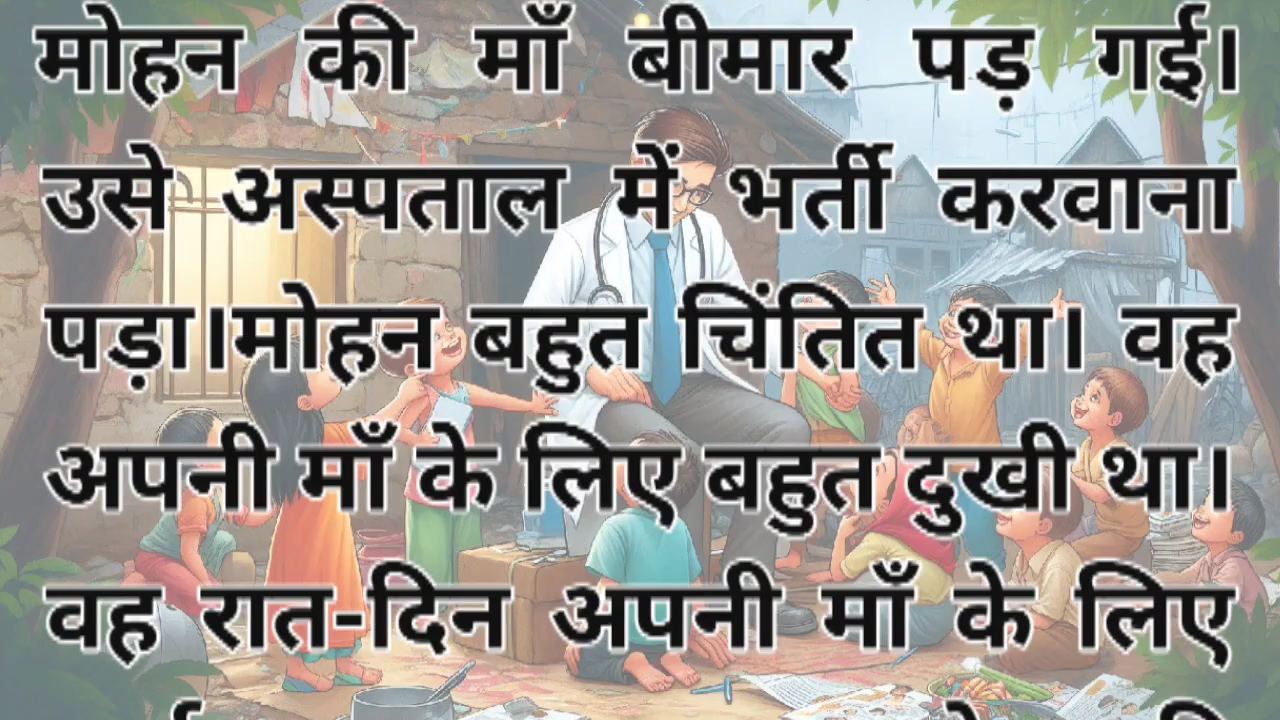 मोहन की माँ बीमार पड़ गई।
उसे अस्पताल में भर्ती करवाना
पड़ा।मोहन बहुत चिंतित था। वह
अपनी माँ के लिए बहुत दुखी था।
वह रात-दिन अपनी माँ के लिए